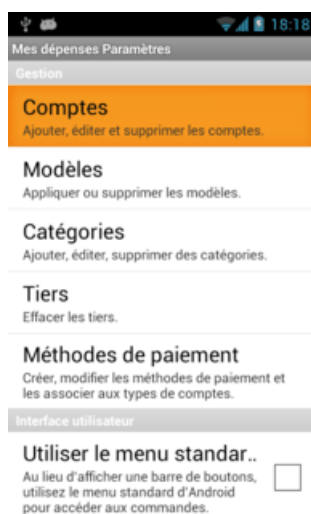 18:18
Mes dépenses Paramètres
Gestion
Comptes
Ajouter, éditer et supprimer les comptes.
Modèles
Appliquer ou supprimer les modèles.
Catégories
Ajouter, éditer, supprimer des catégories.
Tiers
Effacer les tiers.
Méthodes de paiement
Créer, modifier les méthodes de paiement et
les associer aux types de comptes.
Interface utilisateur
Utiliser le menu standar..
Au lieu d'afficher une barre de boutons,
utilisez le menu standard d'Android
pour accéder aux commandes.